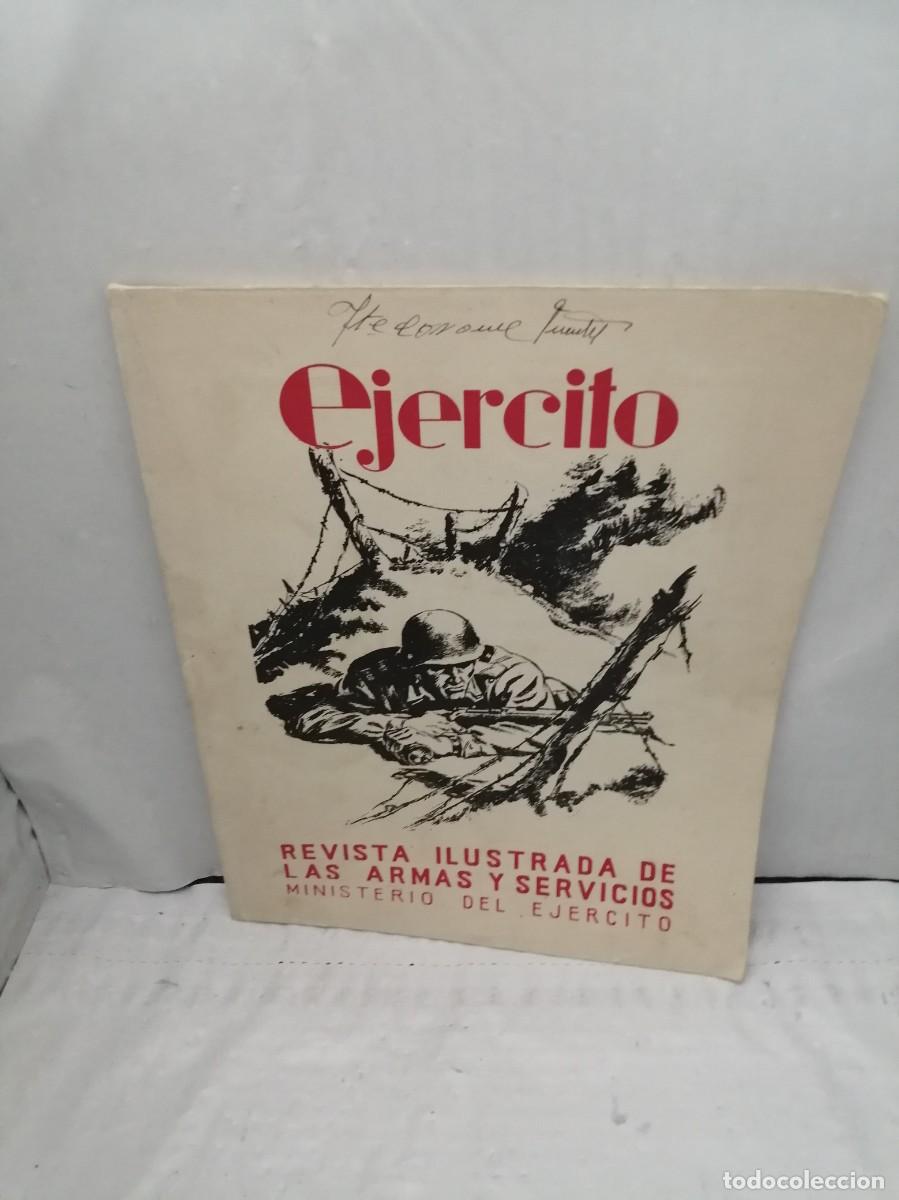 ejercito
REVISTA ILUSTRADA DE
LAS ARMAS Y SERVICIOS
MINISTERIO DEL EJERCITO
todocoleccion